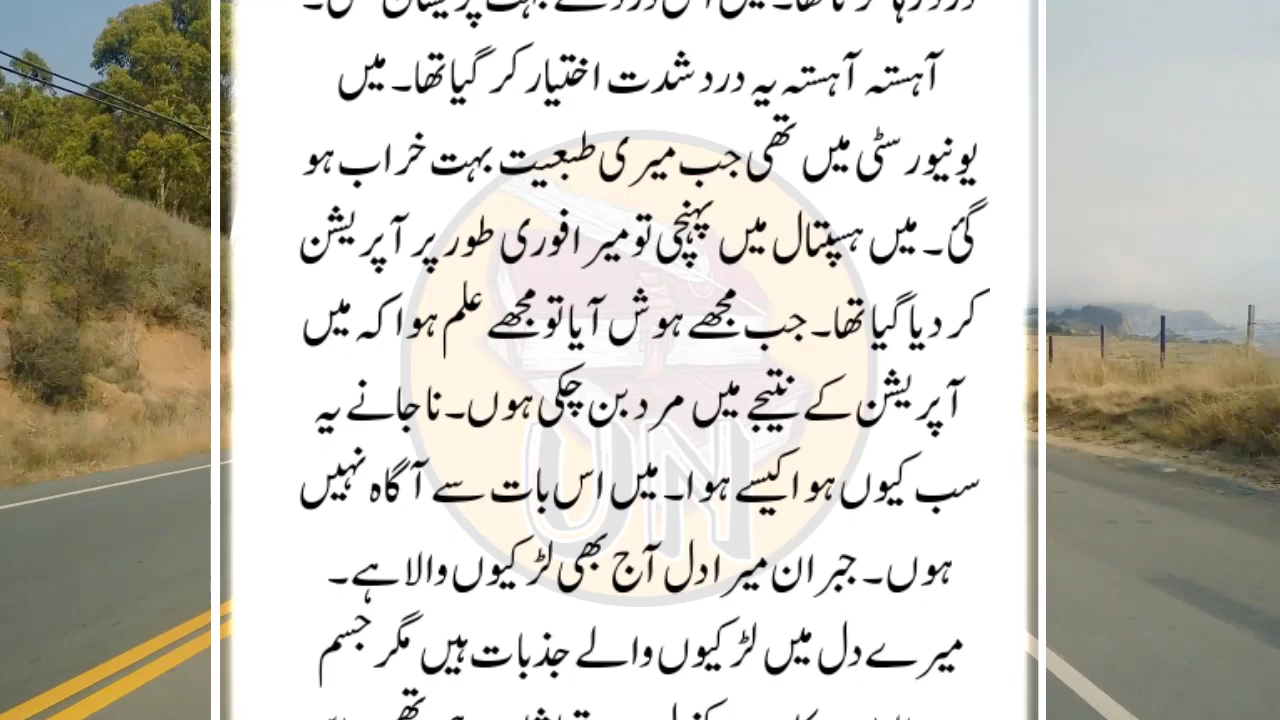 آہستہ آہستہ یہ درد شدت اختیار کر گیا تھا۔ میں
یونیورسٹی میں تھی جب میری طبعیت بہت خراب ہو
گئی۔ میں ہسپتال میں پہنچی تو میرا فوری طور پر آپریشن
کر دیا گیا تھا۔ جب مجھے ہوش آیا تو مجھے علم ہوا کہ میں
آپریشن کے نتیجے میں مرد بن چکی ہوں۔ نا جانے یہ
سب کیوں ہوا کیسے ہوا۔ میں اس بات سے آگاہ نہیں
ہوں۔ جبران میرا دل آج بھی لڑکیوں والا ہے۔
میرے دل میں لڑکیوں والے جذبات ہیں مگر جسم
UN